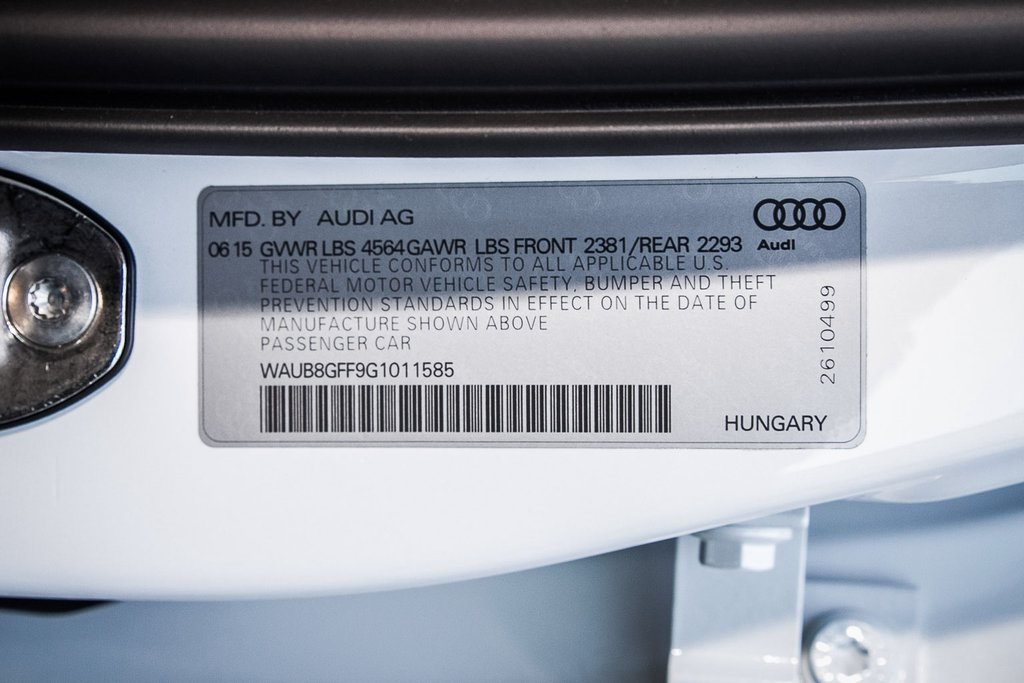 MFD. BY AUDI AG
06 15 GVWR LBS 4564 GAWR LBS FRONT 2381/REAR 2293
Audi
THIS VEHICLE CONFORMS TO ALL APPLICABLE U.S.
FEDERAL MOTOR VEHICLE SAFETY, BUMPER AND THEFT
PREVENTION STANDARDS IN EFFECT ON THE DATE OF
MANUFACTURE SHOWN ABOVE
PASSENGER CAR
WAUB8GFF9G1011585
2610499
HUNGARY